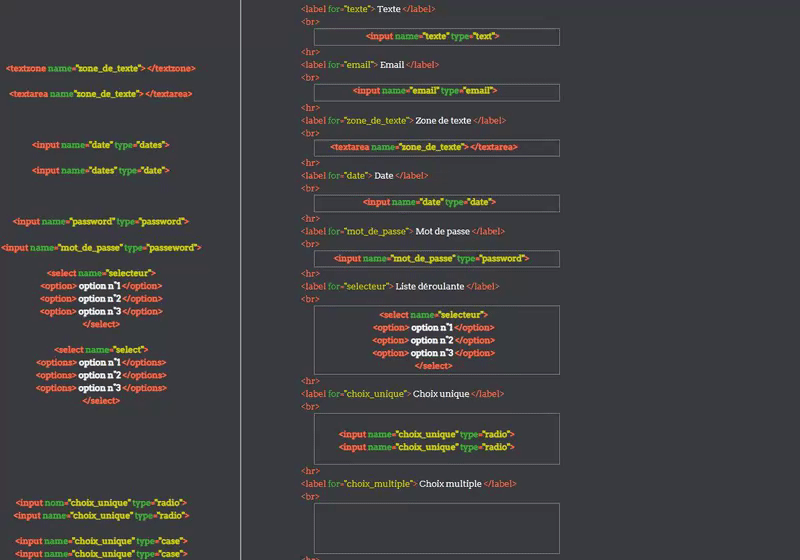 <textzone name="zone_de_texte"></textzone>
<textarea name"zone_de_texte"></textarea>
<input name="date" type="dates">
<input name="dates" type="date">
<input name="password" type="password">
<input name="mot_de_passe" type="passeword">
<select name="selecteur">
<option> option n°1 </option>
<option> option n°2 </option>
<option> option n°3 </option>
</select>
<select name="select">
<options> option n°1 </options>
<options> option n°2 </options>
<options> option n°3 </options>
</select>
<input nom="choix_unique" type="radio">
<input name="choix_unique" type="radio">
<input name="choix_unique" type="case">
<input name="choix_unique" type="case">
<label for="texte"> Texte </label>
<br>
<input name="texte" type="text">
<hr>
<label for="email"> Email </label>
<br>
<input name="email" type="email">
<hr>
<label for="zone_de_texte"> Zone de texte </label>
<br>
<textarea name="zone_de_texte"></textarea>
<hr>
<label for="date"> Date </label>
<br>
<input name="date" type="date">
<hr>
<label for="mot_de_passe"> Mot de passe </label>
<br>
<input name="mot_de_passe" type="password">
<hr>
<label for="selecteur"> Liste déroulante </label>
<br>
<select name="selecteur">
<option> option n°1 </option>
<option> option n°2 </option>
<option> option n°3 </option>
</select>
<hr>
<label for="choix_unique"> Choix unique </label>
<br>
<input name="choix_unique" type="radio">
<input name="choix_unique" type="radio">
<hr>
<label for="choix_multiple"> Choix multiple </label>
<br>
<hr>